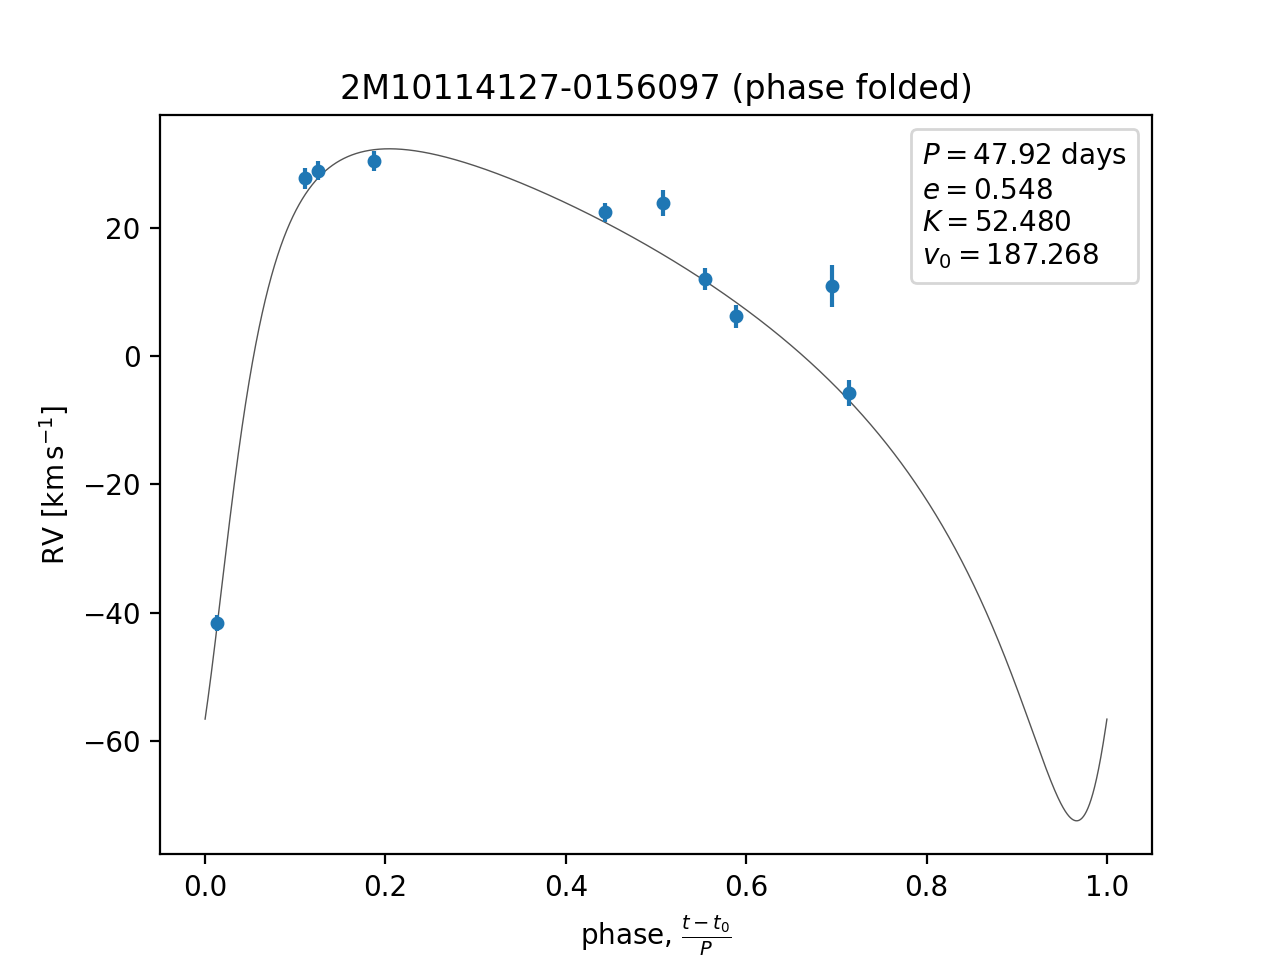 2M10114127-0156097 (phase folded)
P = 47.92 days
e = 0.548
K = 52.480
v₀ = 187.268
RV [km s⁻¹]
20
0
−20
−40
−60
0.0 0.2 0.4 0.6 0.8 1.0
phase, (t − t₀)/P